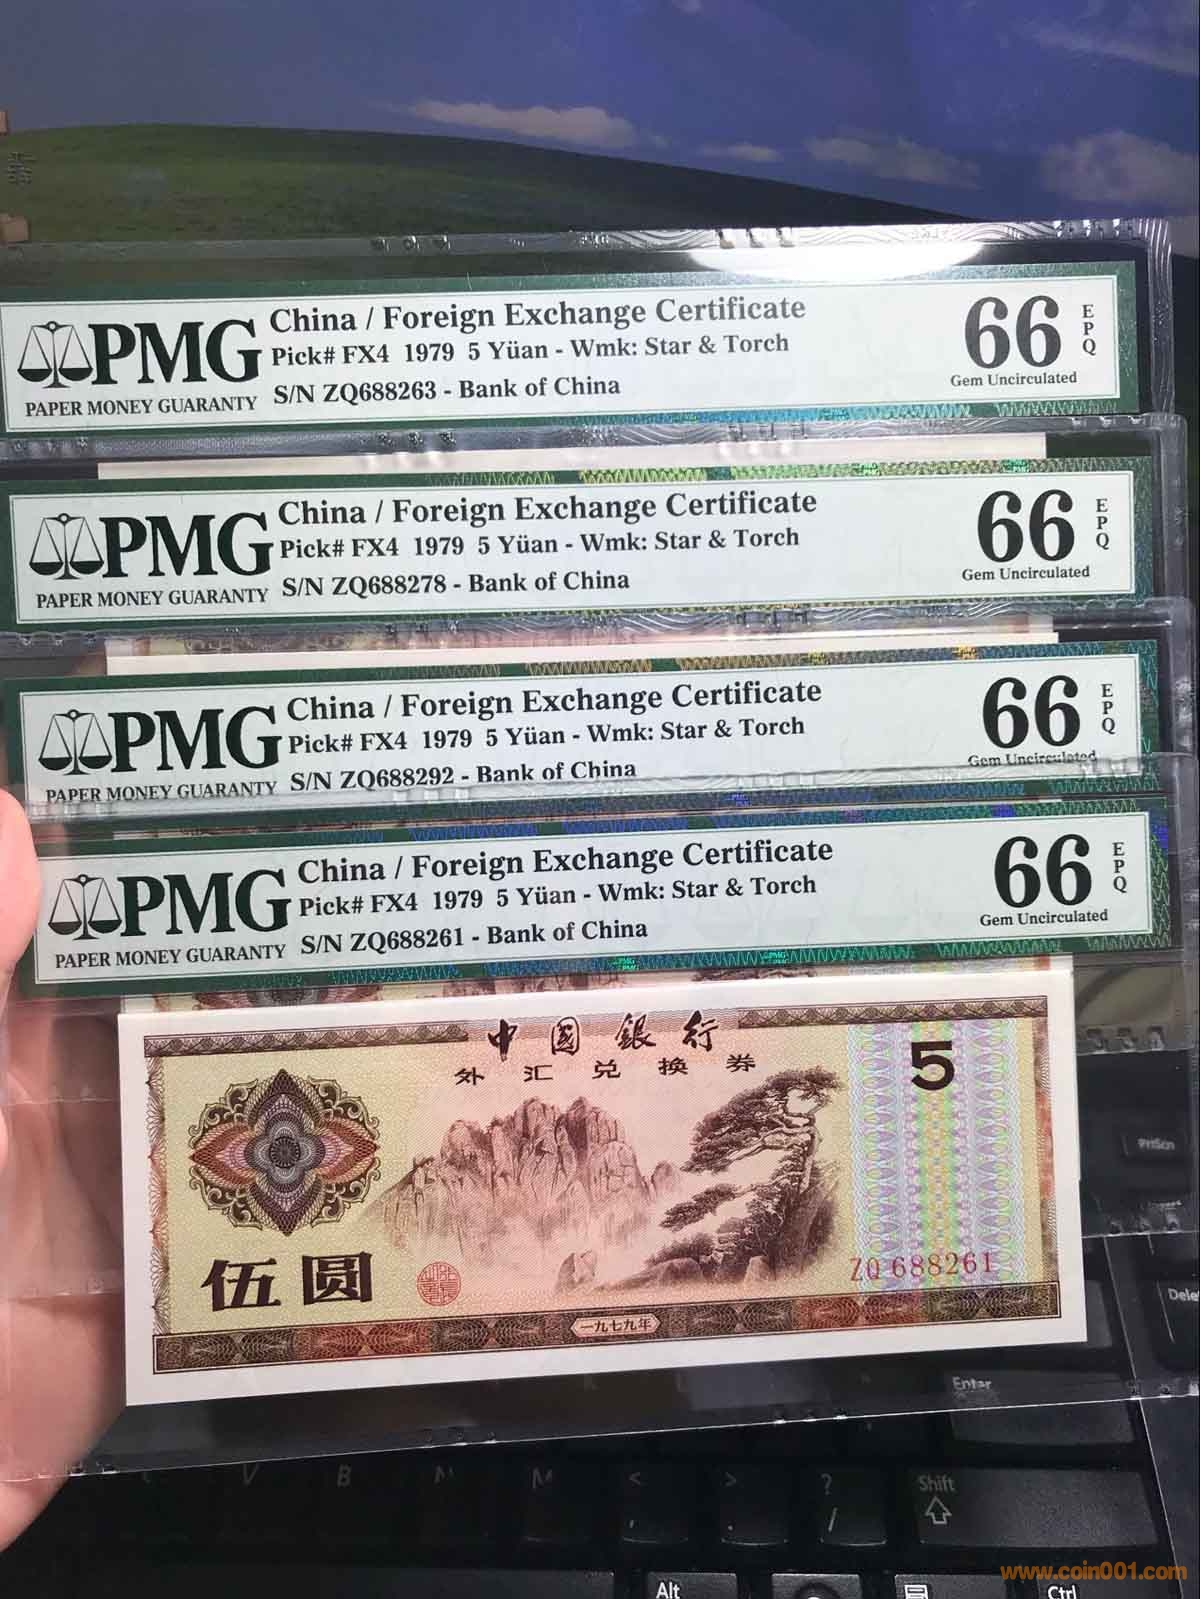 China / Foreign Exchange Certificate
Pick# FX4 1979 5 Yüan - Wmk: Star & Torch
S/N ZQ688263 - Bank of China
PMG
PAPER MONEY GUARANTY
66 EPQ
Gem Uncirculated
China / Foreign Exchange Certificate
Pick# FX4 1979 5 Yüan - Wmk: Star & Torch
S/N ZQ688278 - Bank of China
PMG
PAPER MONEY GUARANTY
66 EPQ
Gem Uncirculated
China / Foreign Exchange Certificate
Pick# FX4 1979 5 Yüan - Wmk: Star & Torch
S/N ZQ688292 - Bank of China
PMG
PAPER MONEY GUARANTY
66 EPQ
Gem Uncirculated
China / Foreign Exchange Certificate
Pick# FX4 1979 5 Yüan - Wmk: Star & Torch
S/N ZQ688261 - Bank of China
PMG
PAPER MONEY GUARANTY
66 EPQ
Gem Uncirculated
中国銀行
外汇兑换券
5
伍圆
ZQ 688261
一九七九年
PrtScn
Dele
Enter
V B N M < , > . ? /
Shift
Alt
Ctrl
www.coin001.com